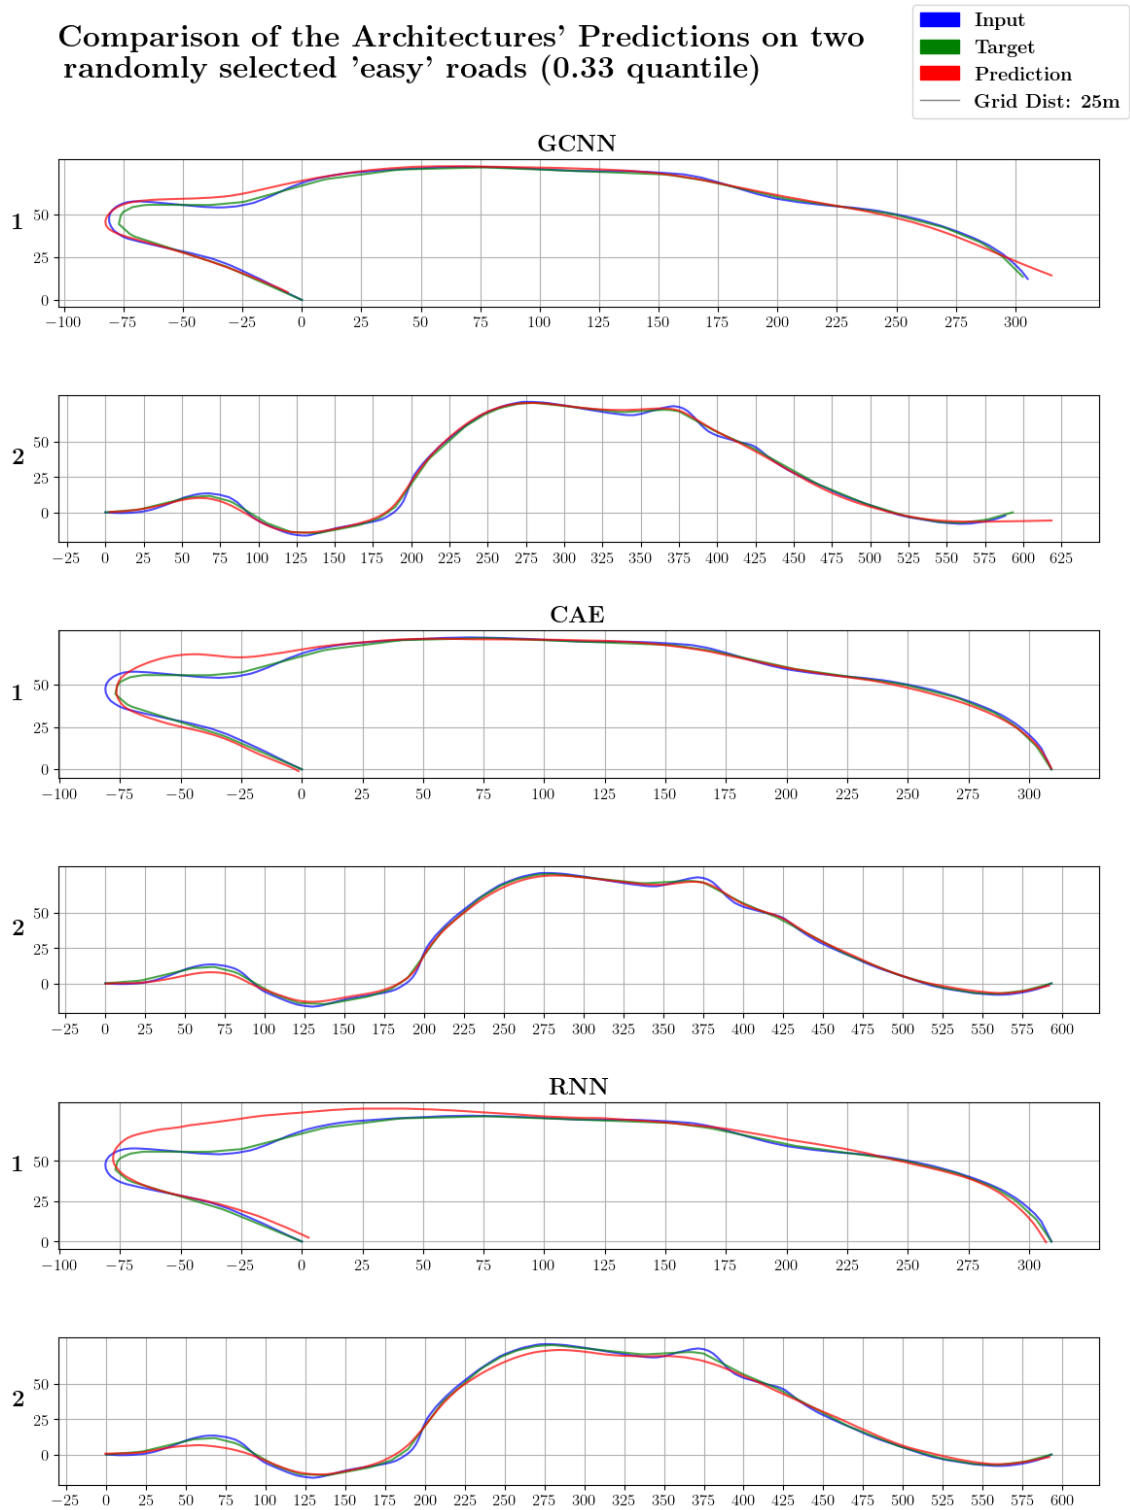 Comparison of the Architectures' Predictions on two
randomly selected 'easy' roads (0.33 quantile)
Input
Target
Prediction
Grid Dist: 25m
GCNN
1
50
25
0
−100 −75 −50 −25 0 25 50 75 100 125 150 175 200 225 250 275 300
2
50
25
0
−25 0 25 50 75 100 125 150 175 200 225 250 275 300 325 350 375 400 425 450 475 500 525 550 575 600 625
CAE
1
50
25
0
−100 −75 −50 −25 0 25 50 75 100 125 150 175 200 225 250 275 300
2
50
25
0
−25 0 25 50 75 100 125 150 175 200 225 250 275 300 325 350 375 400 425 450 475 500 525 550 575 600
RNN
1
50
25
0
−100 −75 −50 −25 0 25 50 75 100 125 150 175 200 225 250 275 300
2
50
25
0
−25 0 25 50 75 100 125 150 175 200 225 250 275 300 325 350 375 400 425 450 475 500 525 550 575 600